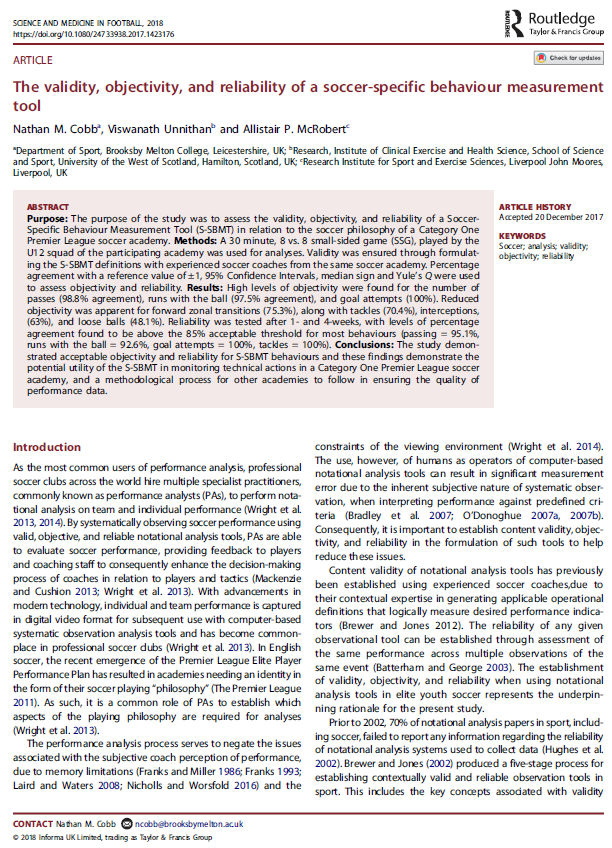 SCIENCE AND MEDICINE IN FOOTBALL, 2018
https://doi.org/10.1080/24733938.2017.1423176
ROUTLEDGE
Routledge
Taylor & Francis Group
ARTICLE
Check for updates
The validity, objectivity, and reliability of a soccer-specific behaviour measurement
tool
Nathan M. Cobbª, Viswanath Unnithanᵇ and Allistair P. McRobertᶜ
ªDepartment of Sport, Brooksby Melton College, Leicestershire, UK; ᵇResearch, Institute of Clinical Exercise and Health Science, School of Science
and Sport, University of the West of Scotland, Hamilton, Scotland, UK; ᶜResearch Institute for Sport and Exercise Sciences, Liverpool John Moores,
Liverpool, UK
ABSTRACT
Purpose: The purpose of the study was to assess the validity, objectivity, and reliability of a Soccer-
Specific Behaviour Measurement Tool (S-SBMT) in relation to the soccer philosophy of a Category One
Premier League soccer academy. Methods: A 30 minute, 8 vs. 8 small-sided game (SSG), played by the
U12 squad of the participating academy was used for analyses. Validity was ensured through formulat-
ing the S-SBMT definitions with experienced soccer coaches from the same soccer academy. Percentage
agreement with a reference value of ±1, 95% Confidence Intervals, median sign and Yule's Q were used
to assess objectivity and reliability. Results: High levels of objectivity were found for the number of
passes (98.8% agreement), runs with the ball (97.5% agreement), and goal attempts (100%). Reduced
objectivity was apparent for forward zonal transitions (75.3%), along with tackles (70.4%), interceptions,
(63%), and loose balls (48.1%). Reliability was tested after 1- and 4-weeks, with levels of percentage
agreement found to be above the 85% acceptable threshold for most behaviours (passing = 95.1%,
runs with the ball = 92.6%, goal attempts = 100%, tackles = 100%). Conclusions: The study demon-
strated acceptable objectivity and reliability for S-SBMT behaviours and these findings demonstrate the
potential utility of the S-SBMT in monitoring technical actions in a Category One Premier League soccer
academy, and a methodological process for other academies to follow in ensuring the quality of
performance data.
ARTICLE HISTORY
Accepted 20 December 2017
KEYWORDS
Soccer; analysis; validity;
objectivity; reliability
Introduction
As the most common users of performance analysis, professional
soccer clubs across the world hire multiple specialist practitioners,
commonly known as performance analysts (PAs), to perform nota-
tional analysis on team and individual performance (Wright et al.
2013, 2014). By systematically observing soccer performance using
valid, objective, and reliable notational analysis tools, PAs are able
to evaluate soccer performance, providing feedback to players
and coaching staff to consequently enhance the decision-making
process of coaches in relation to players and tactics (Mackenzie
and Cushion 2013; Wright et al. 2013). With advancements in
modern technology, individual and team performance is captured
in digital video format for subsequent use with computer-based
systematic observation analysis tools and has become common-
place in professional soccer clubs (Wright et al. 2013). In English
soccer, the recent emergence of the Premier League Elite Player
Performance Plan has resulted in academies needing an identity in
the form of their soccer playing "philosophy" (The Premier League
2011). As such, it is a common role of PAs to establish which
aspects of the playing philosophy are required for analyses
(Wright et al. 2013).
The performance analysis process serves to negate the issues
associated with the subjective coach perception of performance,
due to memory limitations (Franks and Miller 1986; Franks 1993;
Laird and Waters 2008; Nicholls and Worsfold 2016) and the
constraints of the viewing environment (Wright et al. 2014).
The use, however, of humans as operators of computer-based
notational analysis tools can result in significant measurement
error due to the inherent subjective nature of systematic obser-
vation, when interpreting performance against predefined cri-
teria (Bradley et al. 2007; O'Donoghue 2007a, 2007b).
Consequently, it is important to establish content validity, objec-
tivity, and reliability in the formulation of such tools to help
reduce these issues.
Content validity of notational analysis tools has previously
been established using experienced soccer coaches,due to
their contextual expertise in generating applicable operational
definitions that logically measure desired performance indica-
tors (Brewer and Jones 2012). The reliability of any given
observational tool can be established through assessment of
the same performance across multiple observations of the
same event (Batterham and George 2003). The establishment
of validity, objectivity, and reliability when using notational
analysis tools in elite youth soccer represents the underpin-
ning rationale for the present study.
Prior to 2002, 70% of notational analysis papers in sport, includ-
ing soccer, failed to report any information regarding the reliability
of notational analysis systems used to collect data (Hughes et al.
2002). Brewer and Jones (2002) produced a five-stage process for
establishing contextually valid and reliable observation tools in
sport. This includes the key concepts associated with validity
CONTACT Nathan M. Cobb ncobb@brooksbymelton.ac.uk
© 2018 Informa UK Limited, trading as Taylor & Francis Group